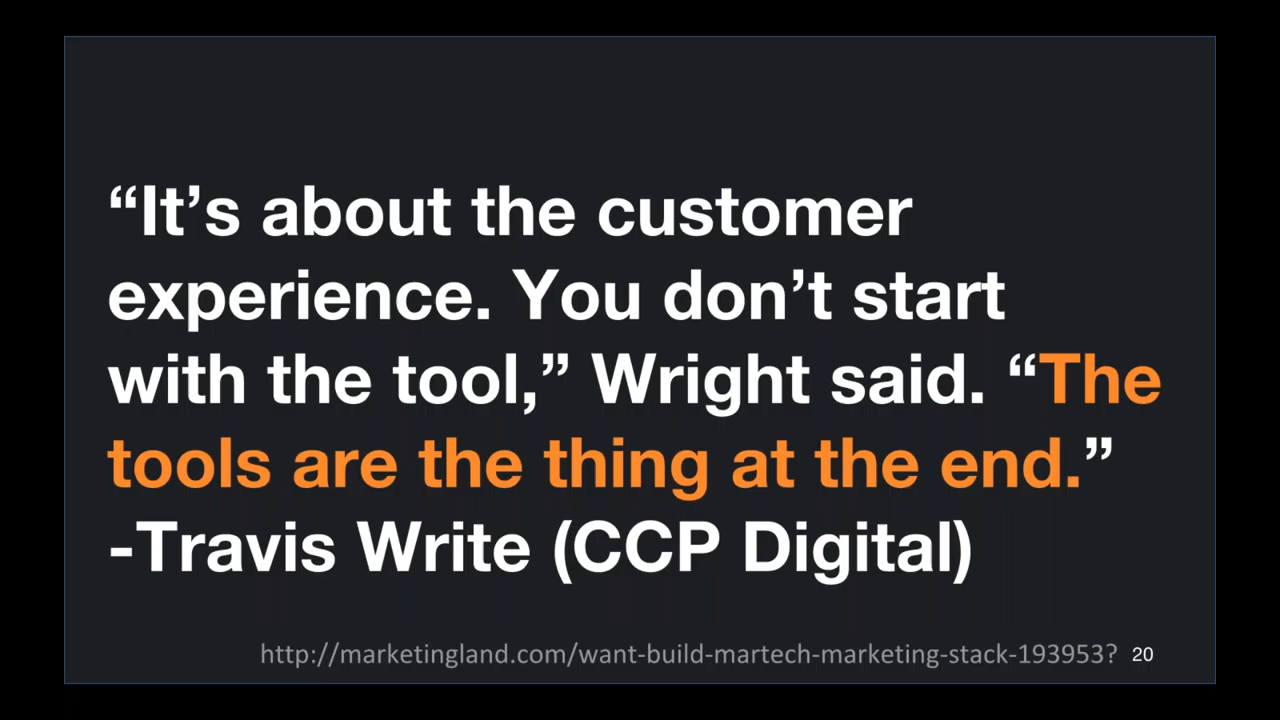 “It’s about the customer
experience. You don’t start
with the tool,” Wright said. “The
tools are the thing at the end.”
-Travis Write (CCP Digital)
http://marketingland.com/want-build-martech-marketing-stack-193953? 20